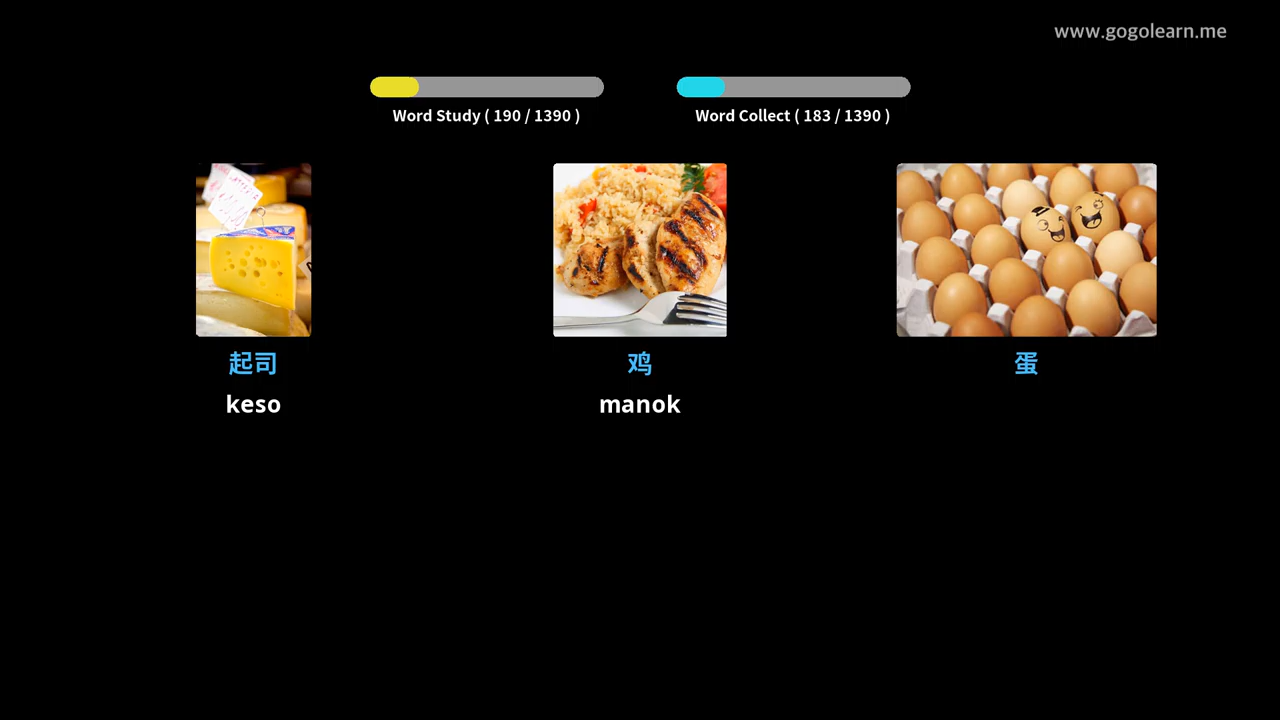 www.gogolearn.me
Word Study ( 190 / 1390 )
Word Collect ( 183 / 1390 )
起司
鸡
蛋
keso
manok